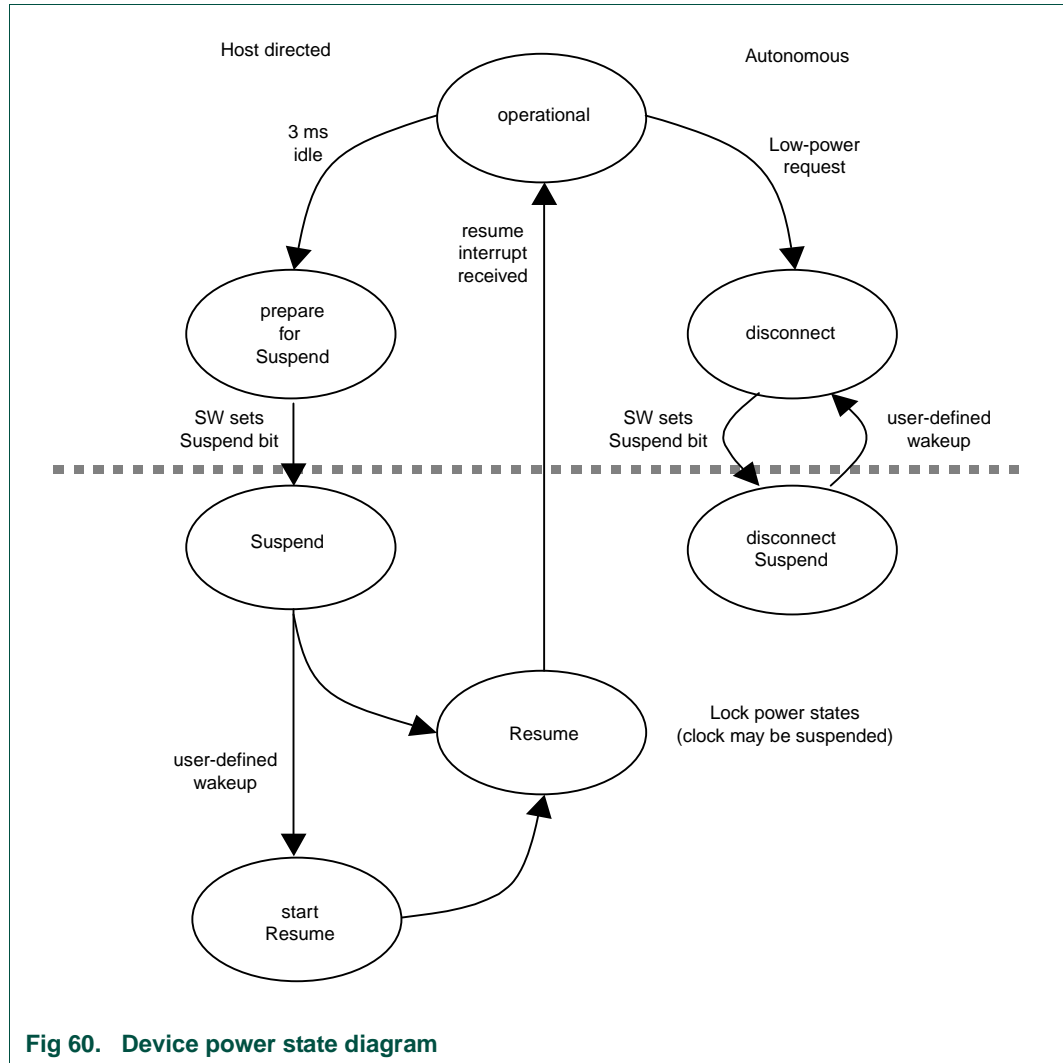 Host directed
Autonomous
operational
3 ms
idle
Low-power
request
resume
interrupt
received
prepare
for
Suspend
disconnect
SW sets
Suspend bit
SW sets
Suspend bit
user-defined
wakeup
Suspend
disconnect
Suspend
Resume
Lock power states
(clock may be suspended)
user-defined
wakeup
start
Resume
Fig 60. Device power state diagram